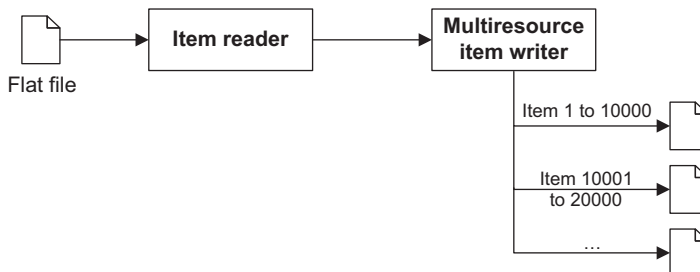 Item reader
Multiresource
item writer
Flat file
Item 1 to 10000
Item 10001
to 20000
...